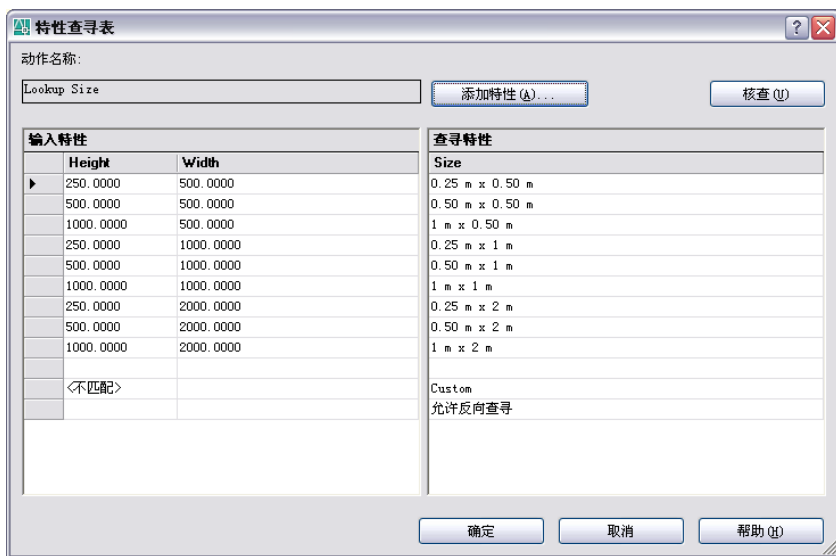 特性查寻表
动作名称:
Lookup Size
添加特性(A)...
核查(U)
输入特性
查寻特性
Height Width Size
250.0000 500.0000 0.25 m x 0.50 m
500.0000 500.0000 0.50 m x 0.50 m
1000.0000 500.0000 1 m x 0.50 m
250.0000 1000.0000 0.25 m x 1 m
500.0000 1000.0000 0.50 m x 1 m
1000.0000 1000.0000 1 m x 1 m
250.0000 2000.0000 0.25 m x 2 m
500.0000 2000.0000 0.50 m x 2 m
1000.0000 2000.0000 1 m x 2 m
<不匹配> Custom
允许反向查寻
确定
取消
帮助(H)